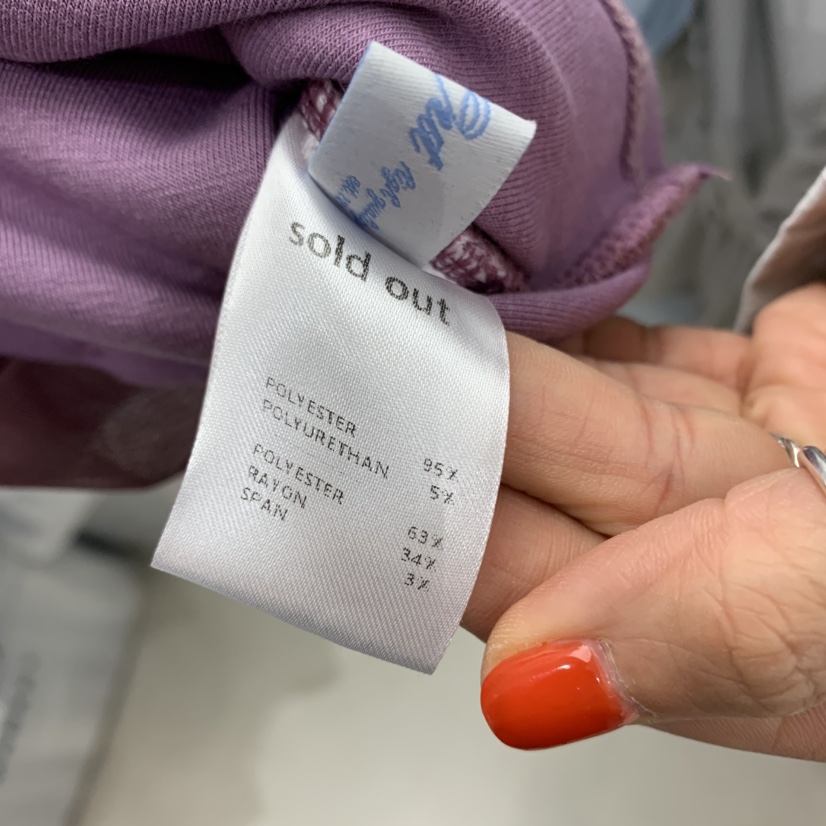 sold out
POLYESTER 95%
POLYURETHAN 5%
POLYESTER 63%
RAYON 34%
SPAN 3%